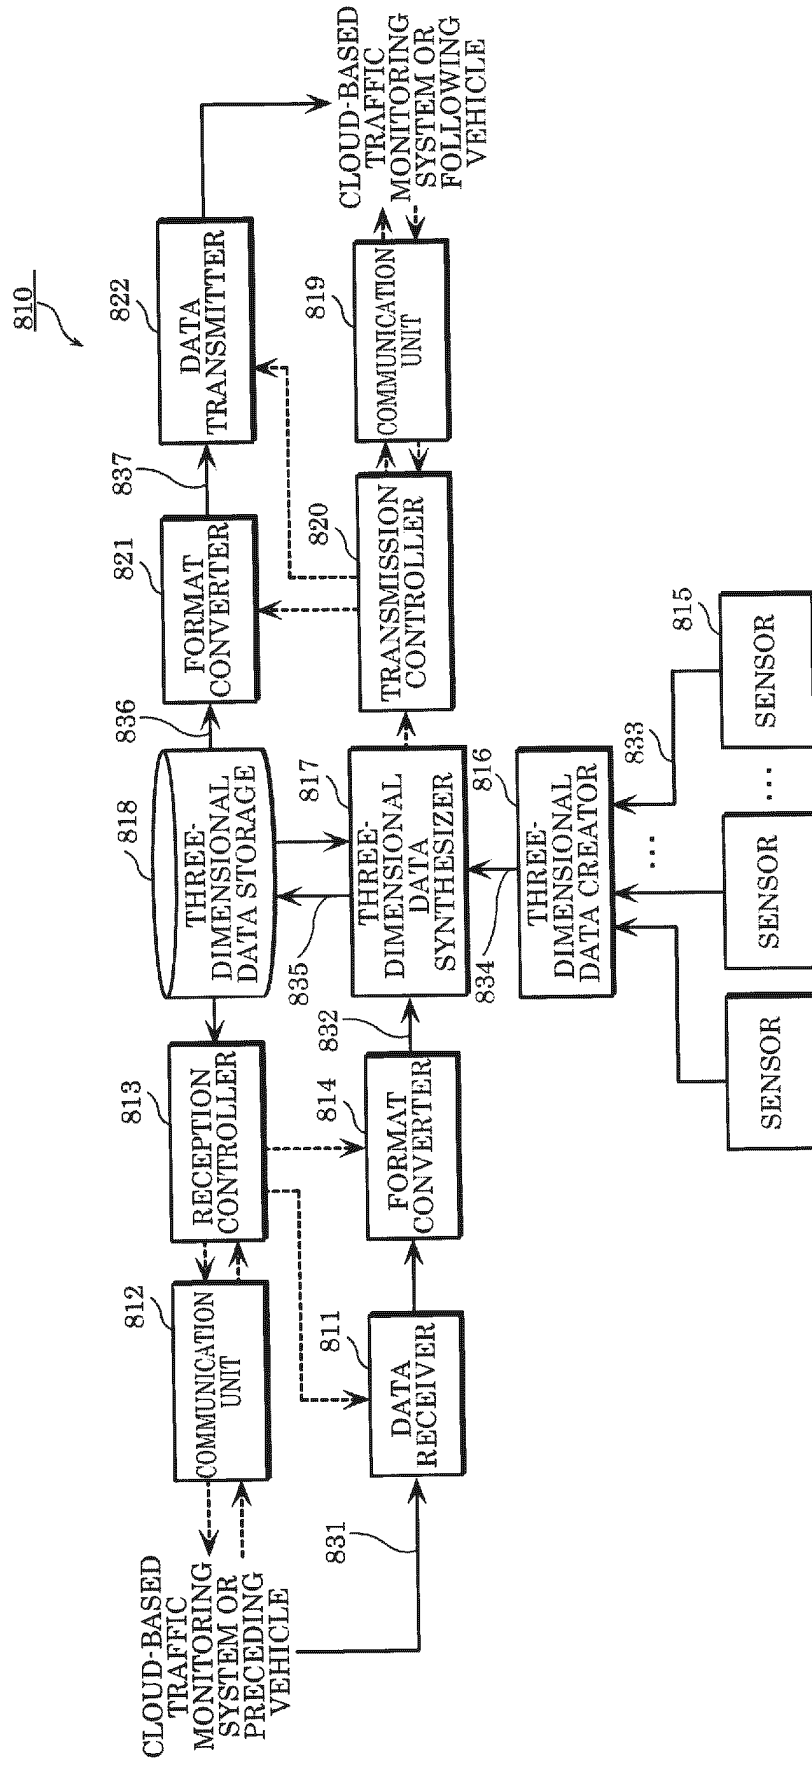 810
CLOUD-BASED
TRAFFIC
MONITORING
SYSTEM OR
PRECEDING
VEHICLE
812
COMMUNICATION
UNIT
813
RECEPTION
CONTROLLER
818
THREE-
DIMENSIONAL
DATA STORAGE
836
821
FORMAT
CONVERTER
837
822
DATA
TRANSMITTER
831
811
DATA
RECEIVER
814
FORMAT
CONVERTER
832
835
817
THREE-
DIMENSIONAL
DATA
SYNTHESIZER
820
TRANSMISSION
CONTROLLER
819
COMMUNICATION
UNIT
CLOUD-BASED
TRAFFIC
MONITORING
SYSTEM OR
FOLLOWING
VEHICLE
834
816
THREE-
DIMENSIONAL
DATA CREATOR
...
833
SENSOR
SENSOR
...
815
SENSOR